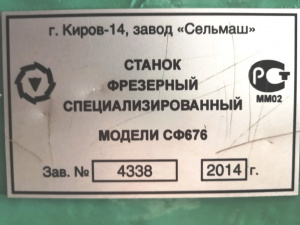 г. Киров-14, завод «Сельмаш»
СТАНОК
ФРЕЗЕРНЫЙ
СПЕЦИАЛИЗИРОВАННЫЙ
РСТ
ММ02
МОДЕЛИ СФ676
Зав. № 4338 2014 г.